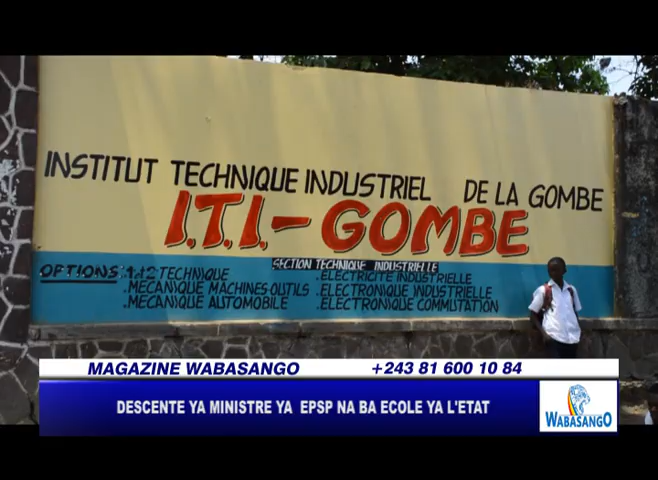 INSTITUT TECHNIQUE INDUSTRIEL DE LA GOMBE
I.T.I.- GOMBE
SECTION TECHNIQUE INDUSTRIELLE
OPTIONS: 1.&2 TECHNIQUE
.MECANIQUE MACHINES-OUTILS
.MECANIQUE AUTOMOBILE
.ELECTRICITE INDUSTRIELLE
.ELECTRONIQUE INDUSTRIELLE
.ELECTRONIQUE COMMUTATION
MAGAZINE WABASANGO +243 81 600 10 84
DESCENTE YA MINISTRE YA EPSP NA BA ECOLE YA L'ETAT
WABASANGO